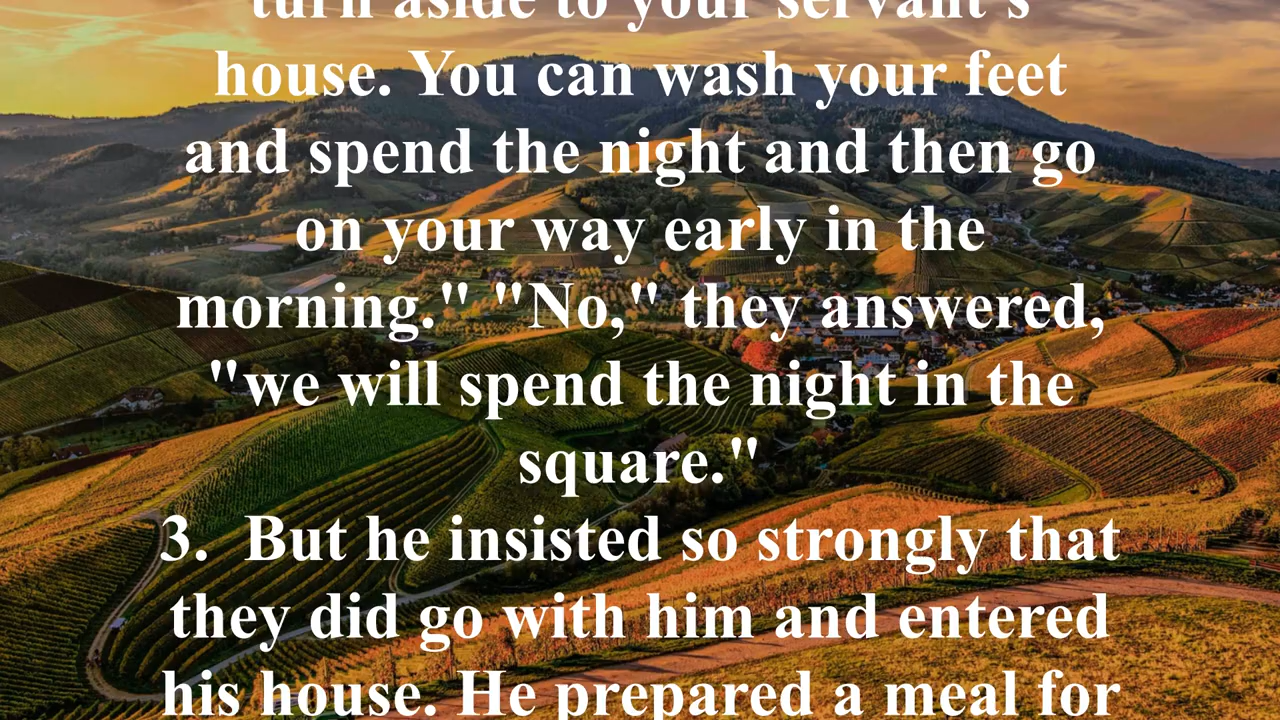 turn aside to your servant's
house. You can wash your feet
and spend the night and then go
on your way early in the
morning." "No," they answered,
"we will spend the night in the
square."
3. But he insisted so strongly that
they did go with him and entered
his house. He prepared a meal for